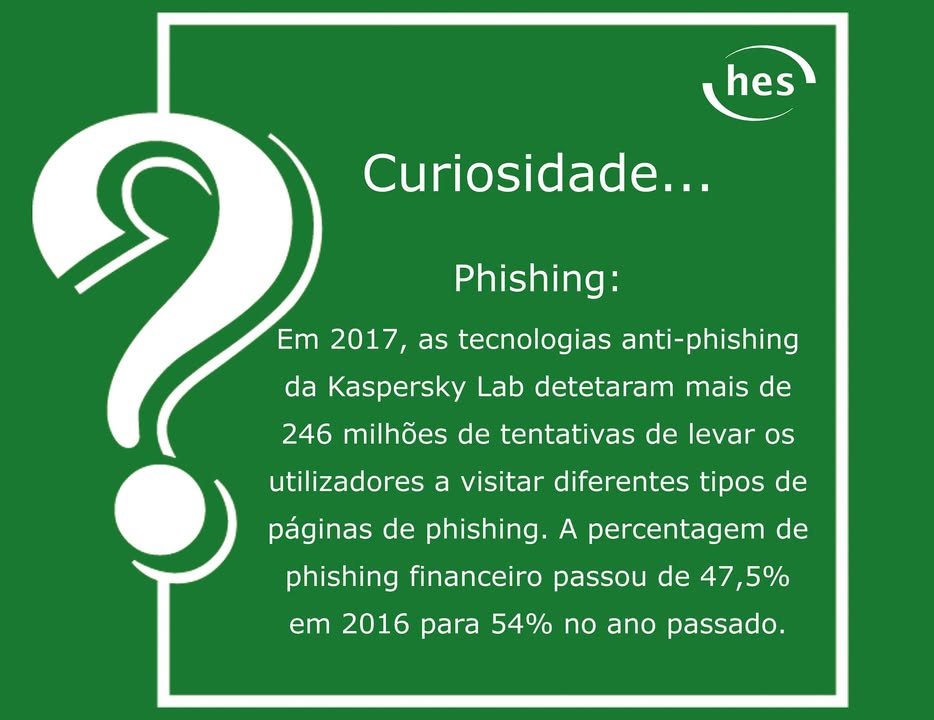 hes
Curiosidade...
Phishing:
Em 2017, as tecnologias anti-phishing
da Kaspersky Lab detetaram mais de
246 milhões de tentativas de levar os
utilizadores a visitar diferentes tipos de
páginas de phishing. A percentagem de
phishing financeiro passou de 47,5%
em 2016 para 54% no ano passado.